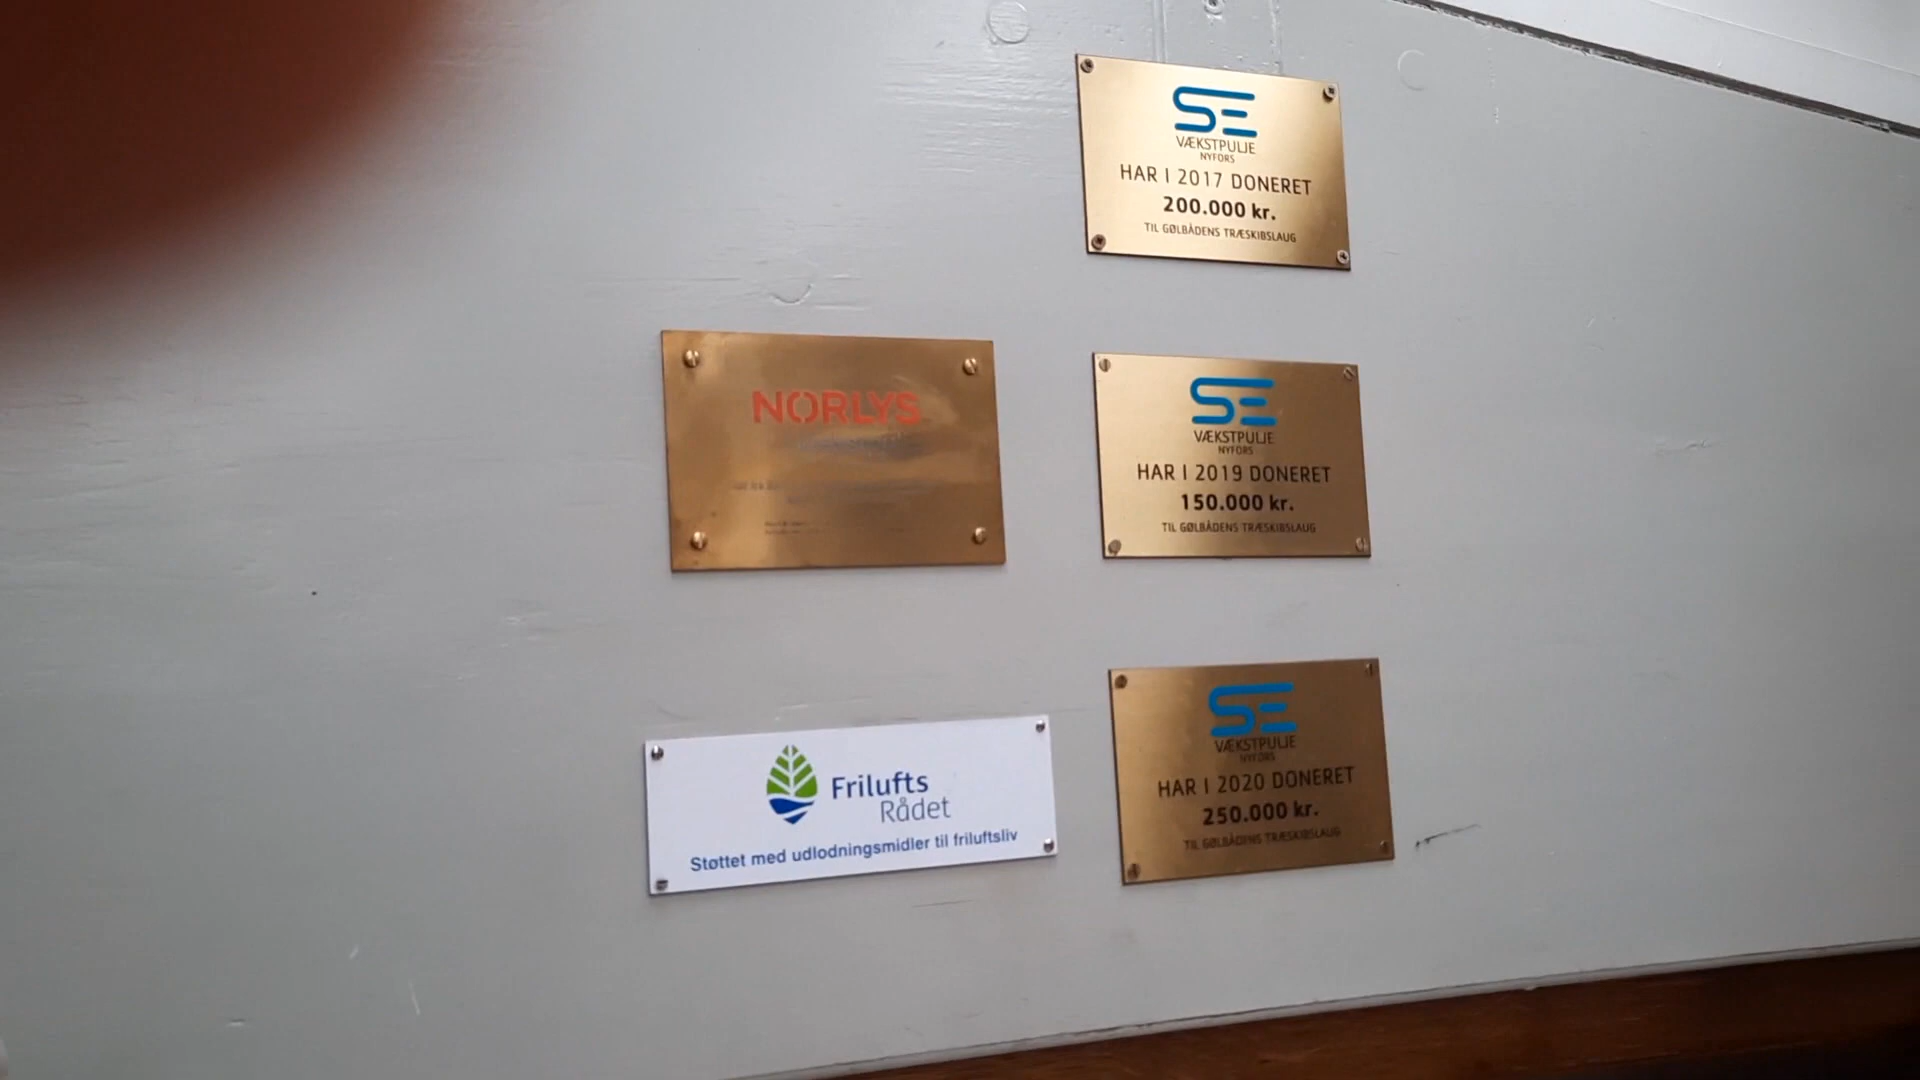 SE
VÆKSTPULJE
NYFORS
HAR I 2017 DONERET
200.000 kr.
TIL GØLBÅDENS TRÆSKIBSLAUG
NORLYS
SE
VÆKSTPULJE
NYFORS
HAR I 2019 DONERET
150.000 kr.
TIL GØLBÅDENS TRÆSKIBSLAUG
Frilufts
Rådet
Støttet med udlodningsmidler til friluftsliv
SE
VÆKSTPULJE
NYFORS
HAR I 2020 DONERET
250.000 kr.
TIL GØLBÅDENS TRÆSKIBSLAUG